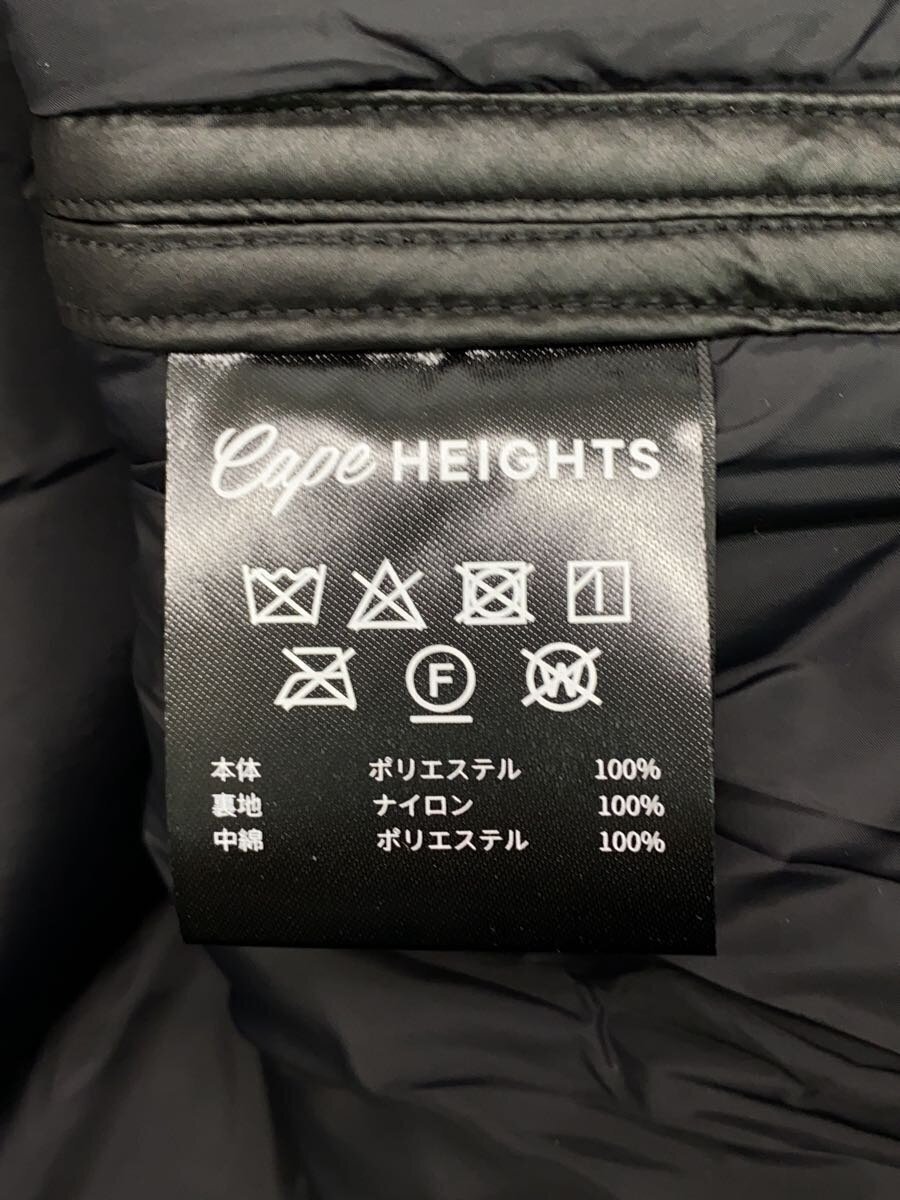 Cape HEIGHTS
F W
本体 ポリエステル 100%
裏地 ナイロン 100%
中綿 ポリエステル 100%